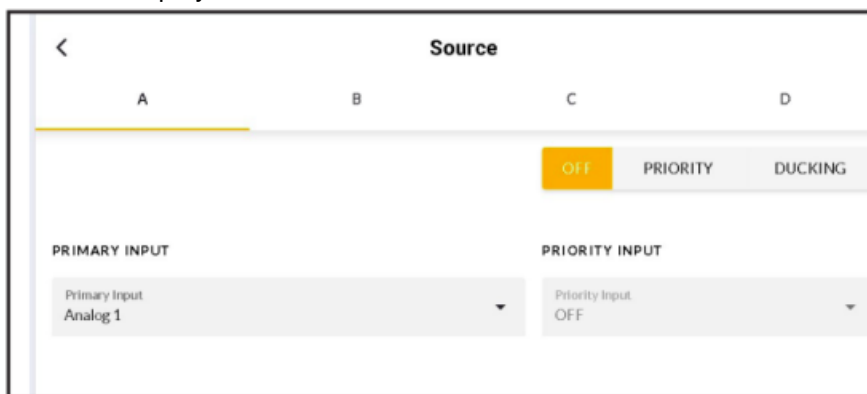 Source
A B C D
OFF PRIORITY DUCKING
PRIMARY INPUT PRIORITY INPUT
Primary Input Priority Input
Analog 1 OFF